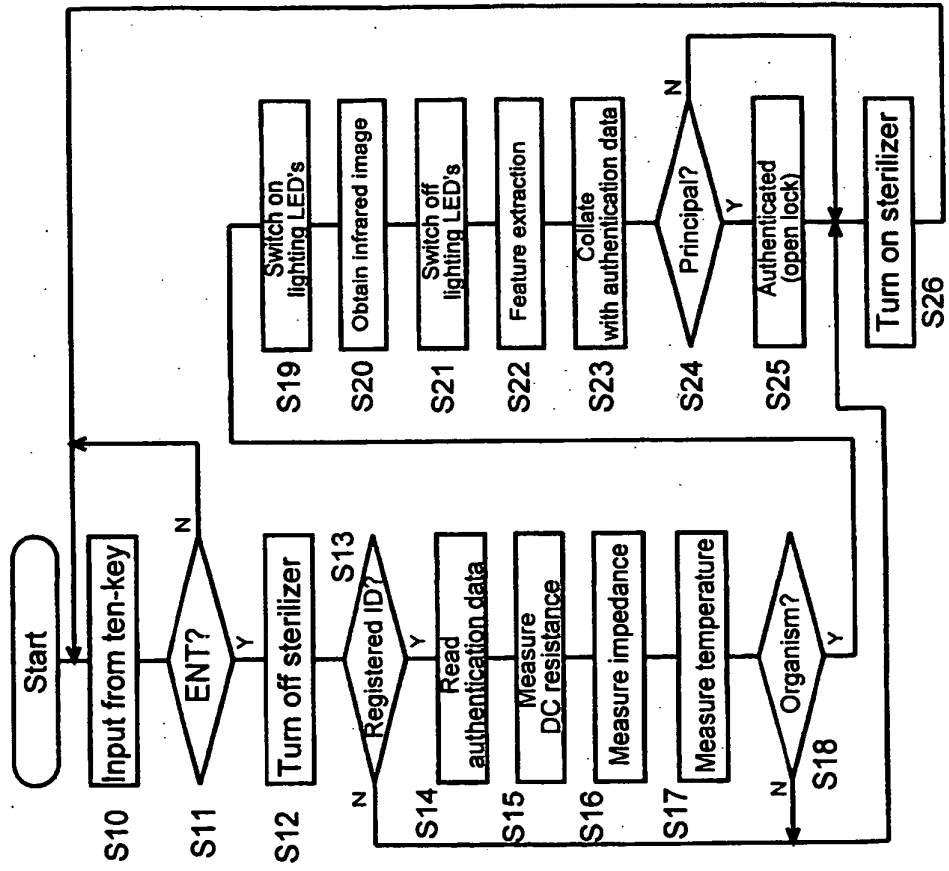 Start
S10
Input from ten-key
S11
ENT?
N
Y
S12
Turn off sterilizer
S13
Registered ID?
N
Y
S14
Read
authentication data
S15
Measure
DC resistance
S16
Measure impedance
S17
Measure temperature
S18
Organism?
N
Y
S19
Switch on
lighting LED's
S20
Obtain infrared image
S21
Switch off
lighting LED's
S22
Feature extraction
S23
Collate
with authentication data
S24
Principal?
N
Y
S25
Authenticated
(open lock)
S26
Turn on sterilizer